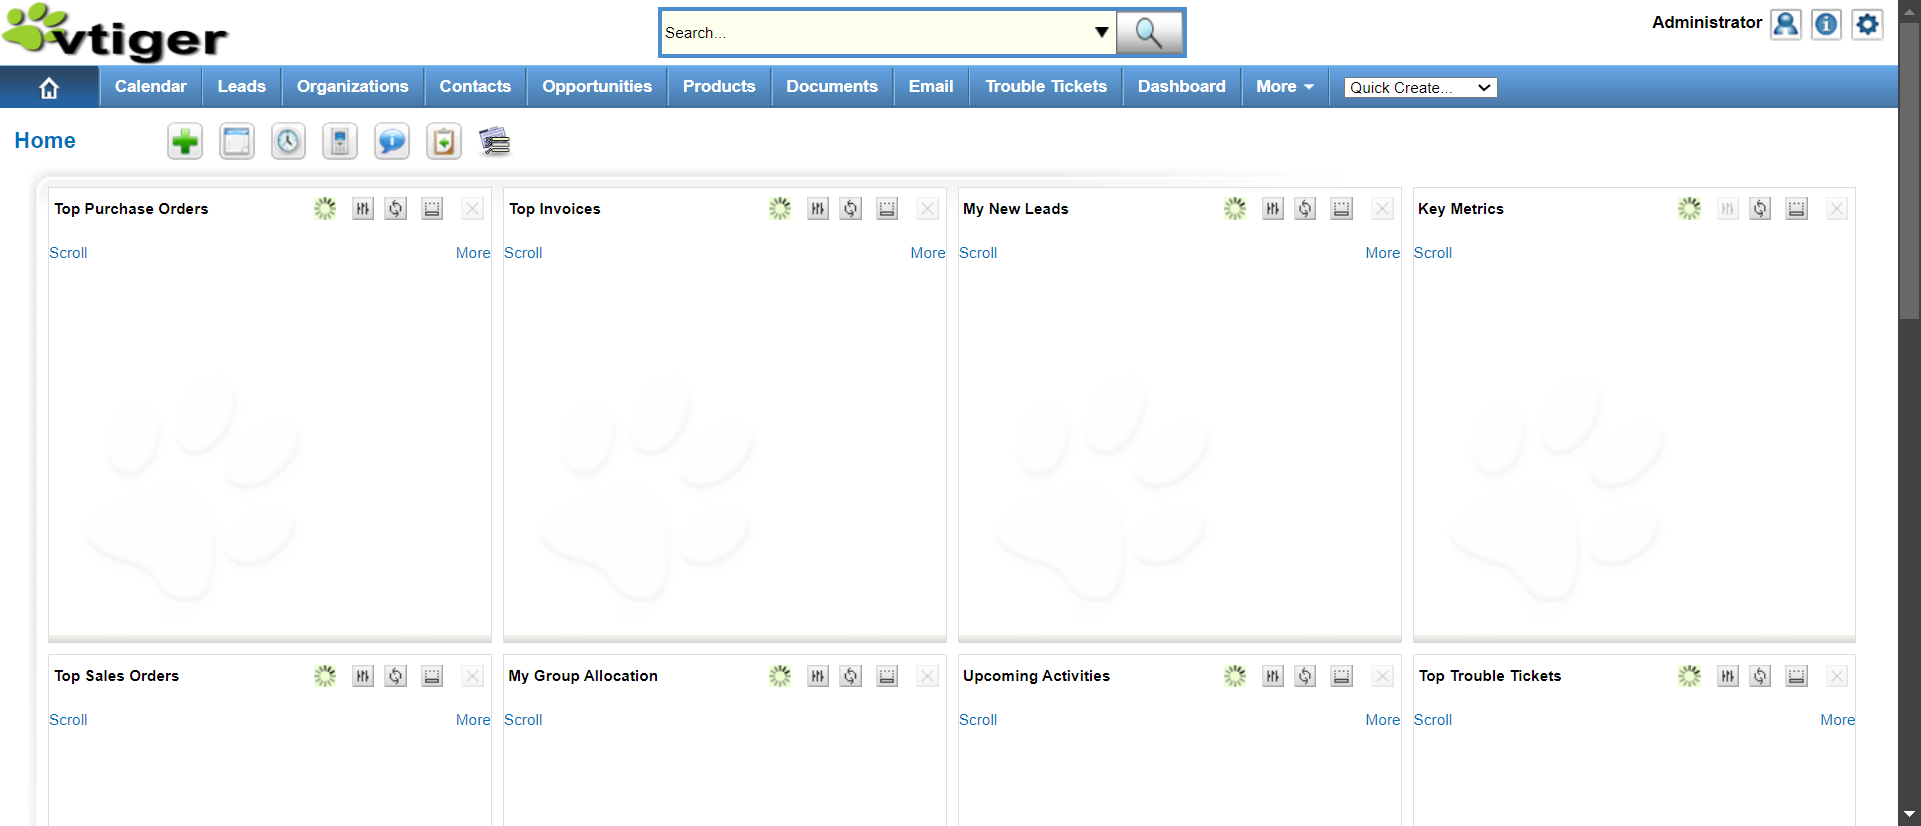 vtiger
Search...
Administrator
Calendar Leads Organizations Contacts Opportunities Products Documents Email Trouble Tickets Dashboard More Quick Create...
Home
Top Purchase Orders
Scroll More
Top Invoices
Scroll More
My New Leads
Scroll More
Key Metrics
Scroll
Top Sales Orders
Scroll More
My Group Allocation
Scroll
Upcoming Activities
Scroll More
Top Trouble Tickets
Scroll More